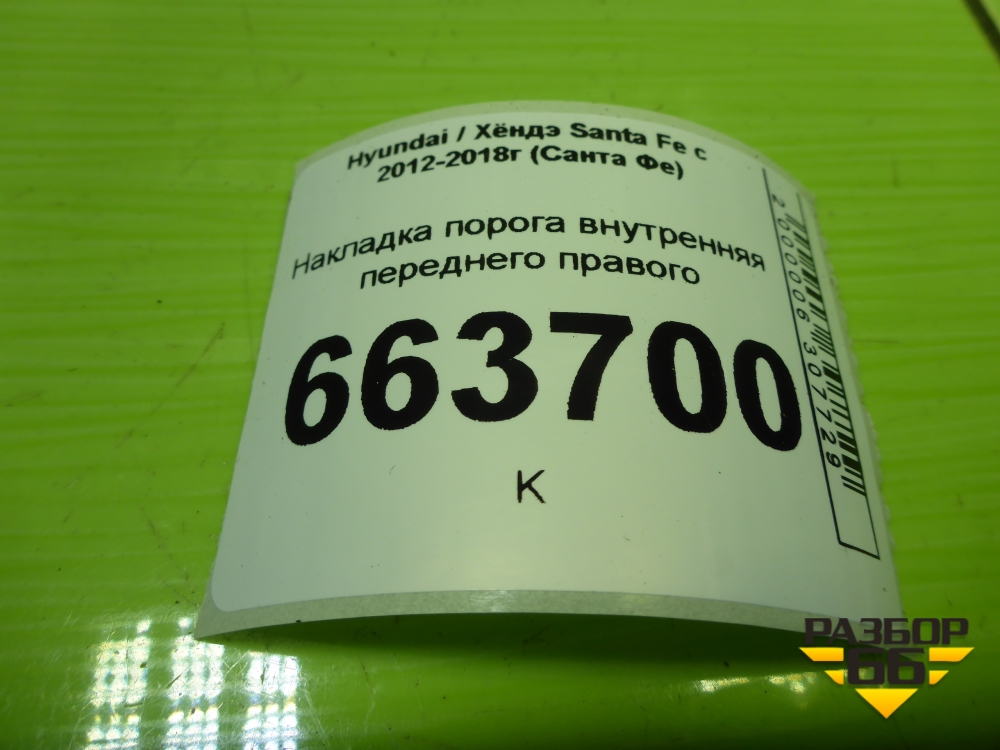 Hyundai / Хёндэ Santa Fe с
2012-2018г (Санта Фе)
Накладка порога внутренняя
переднего правого
663700
К
2000006307729
РАЗБОР
66